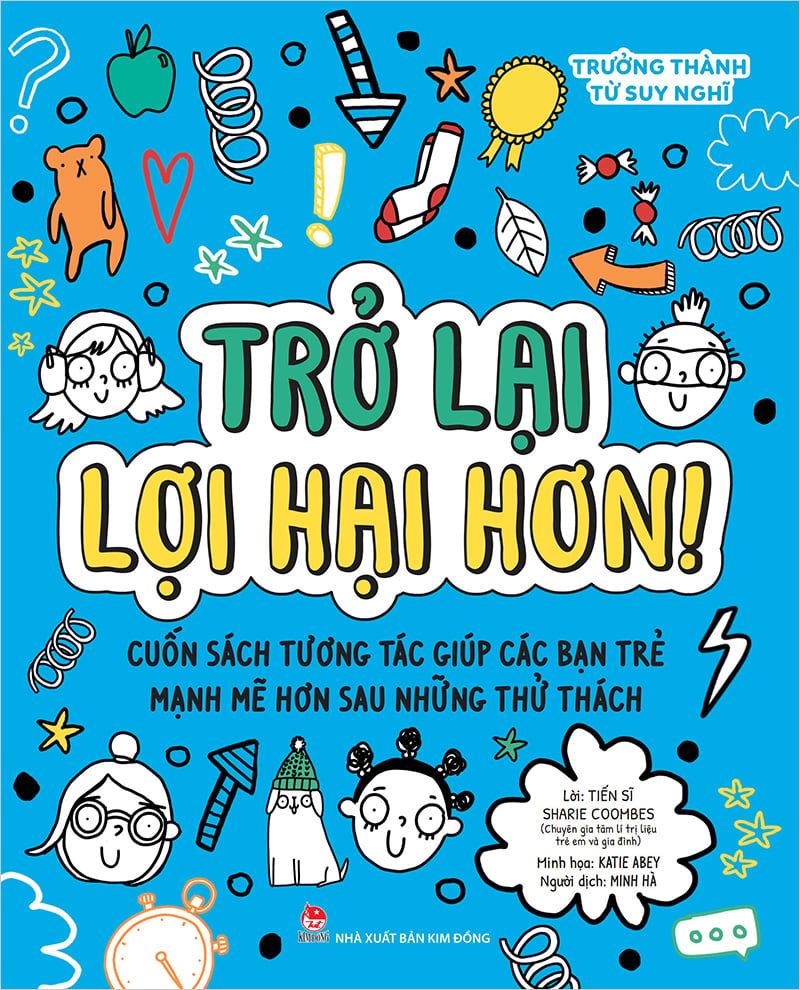 TRƯỞNG THÀNH
TỪ SUY NGHĨ
TRỞ LẠI
LỢI HẠI HƠN!
CUỐN SÁCH TƯƠNG TÁC GIÚP CÁC BẠN TRẺ
MẠNH MẼ HƠN SAU NHỮNG THỬ THÁCH
Lời: TIẾN SĨ
SHARIE COOMBES
(Chuyên gia tâm lí trị liệu
trẻ em và gia đình)
Minh họa: KATIE ABEY
Người dịch: MINH HÀ
KIM ĐỒNG
NHÀ XUẤT BẢN KIM ĐỒNG